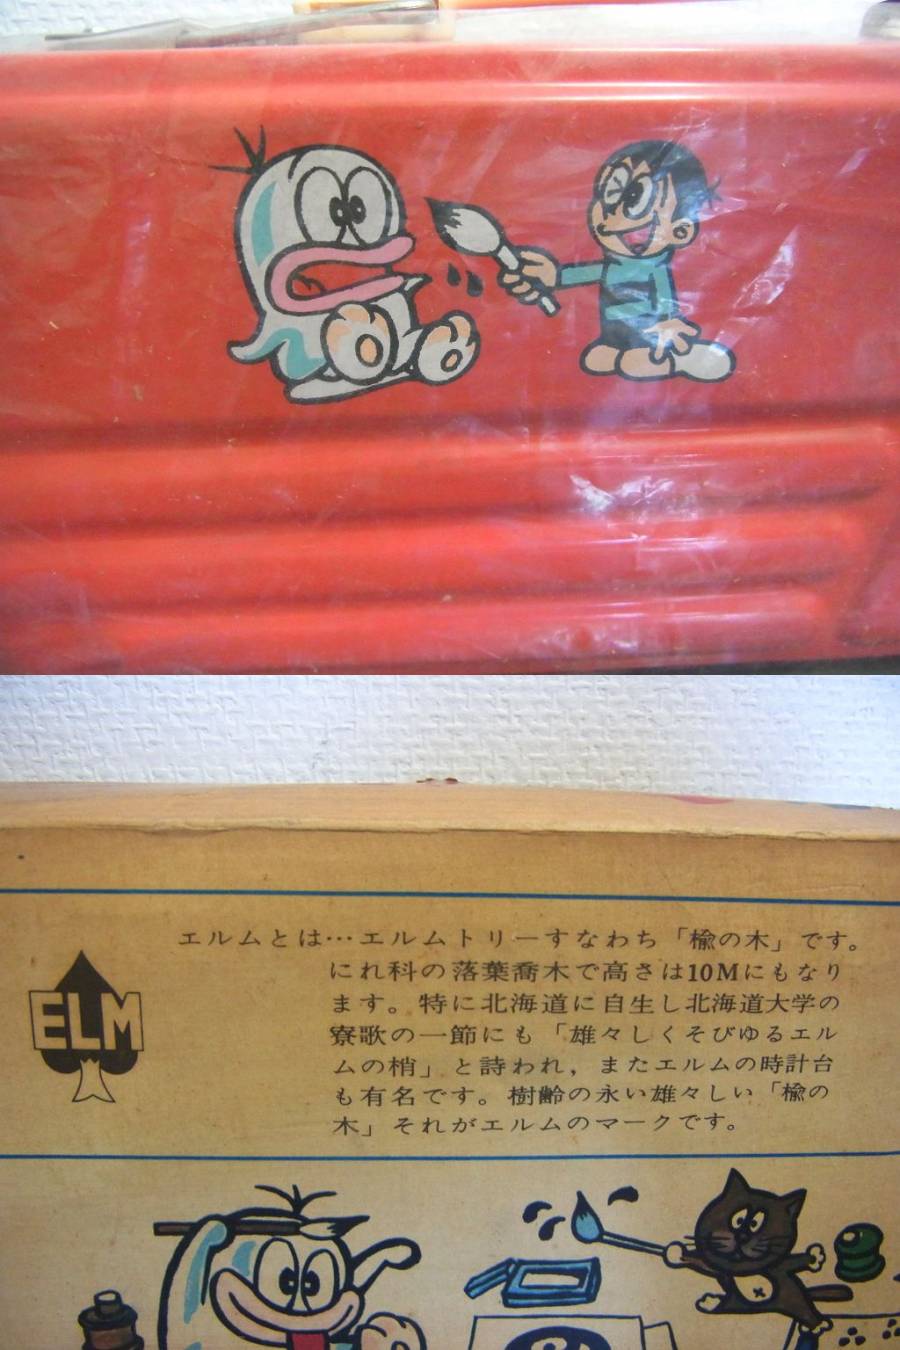 エルムとは…エルムトリーすなわち「楡の木」です。
にれ科の落葉喬木で高さは10Mにもなり
ます。特に北海道に自生し北海道大学の
寮歌の一節にも「雄々しくそびゆるエル
ムの梢」と詩われ，またエルムの時計台
も有名です。樹齢の永い雄々しい「楡の
木」それがエルムのマークです。
ELM